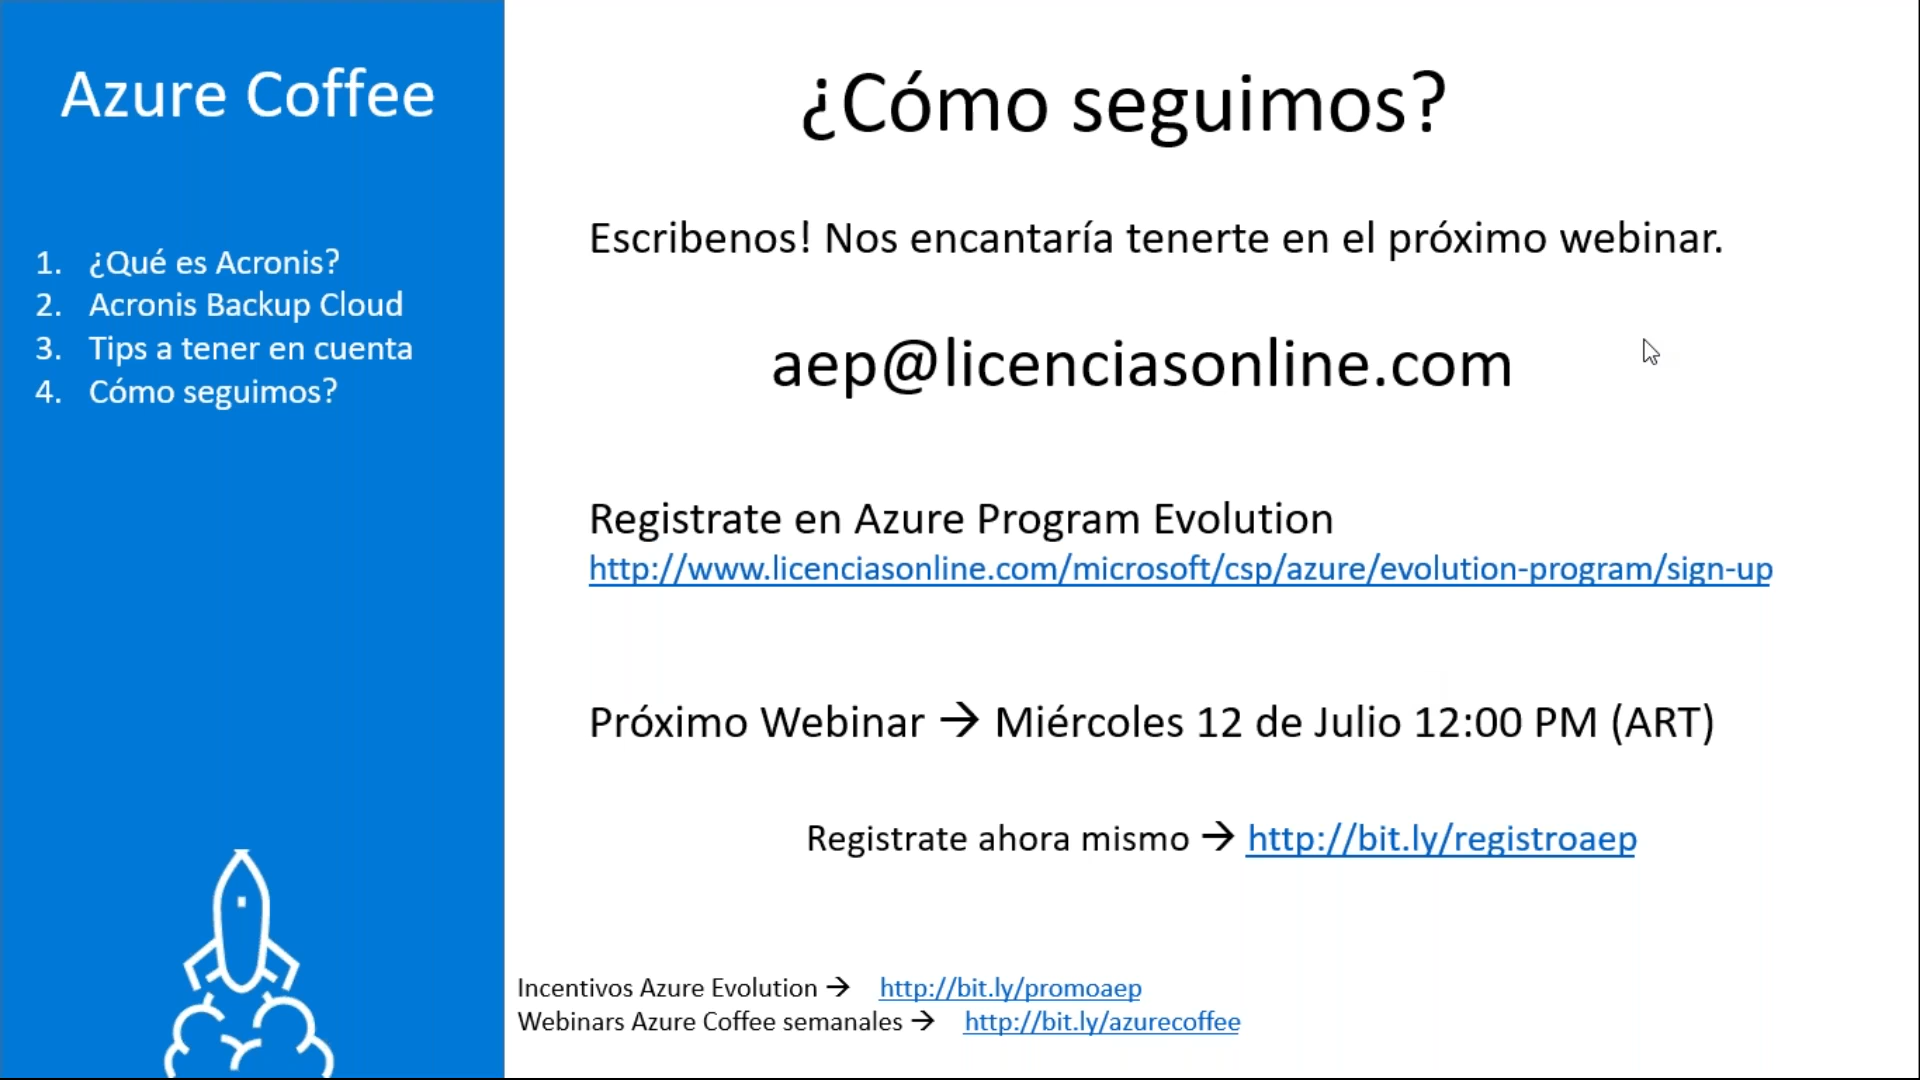 Azure Coffee
1. ¿Qué es Acronis?
2. Acronis Backup Cloud
3. Tips a tener en cuenta
4. Cómo seguimos?
¿Cómo seguimos?
Escribenos! Nos encantaría tenerte en el próximo webinar.
aep@licenciasonline.com
Registrate en Azure Program Evolution
http://www.licenciasonline.com/microsoft/csp/azure/evolution-program/sign-up
Próximo Webinar → Miércoles 12 de Julio 12:00 PM (ART)
Registrate ahora mismo → http://bit.ly/registroaep
Incentivos Azure Evolution → http://bit.ly/promoaep
Webinars Azure Coffee semanales → http://bit.ly/azurecoffee